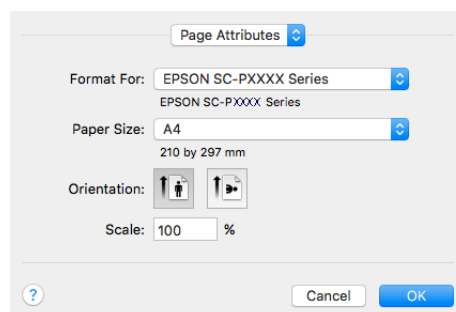 Page Attributes
Format For: EPSON SC-PXXXX Series
EPSON SC-PXXXX Series
Paper Size: A4
210 by 297 mm
Orientation:
Scale: 100 %
? Cancel OK